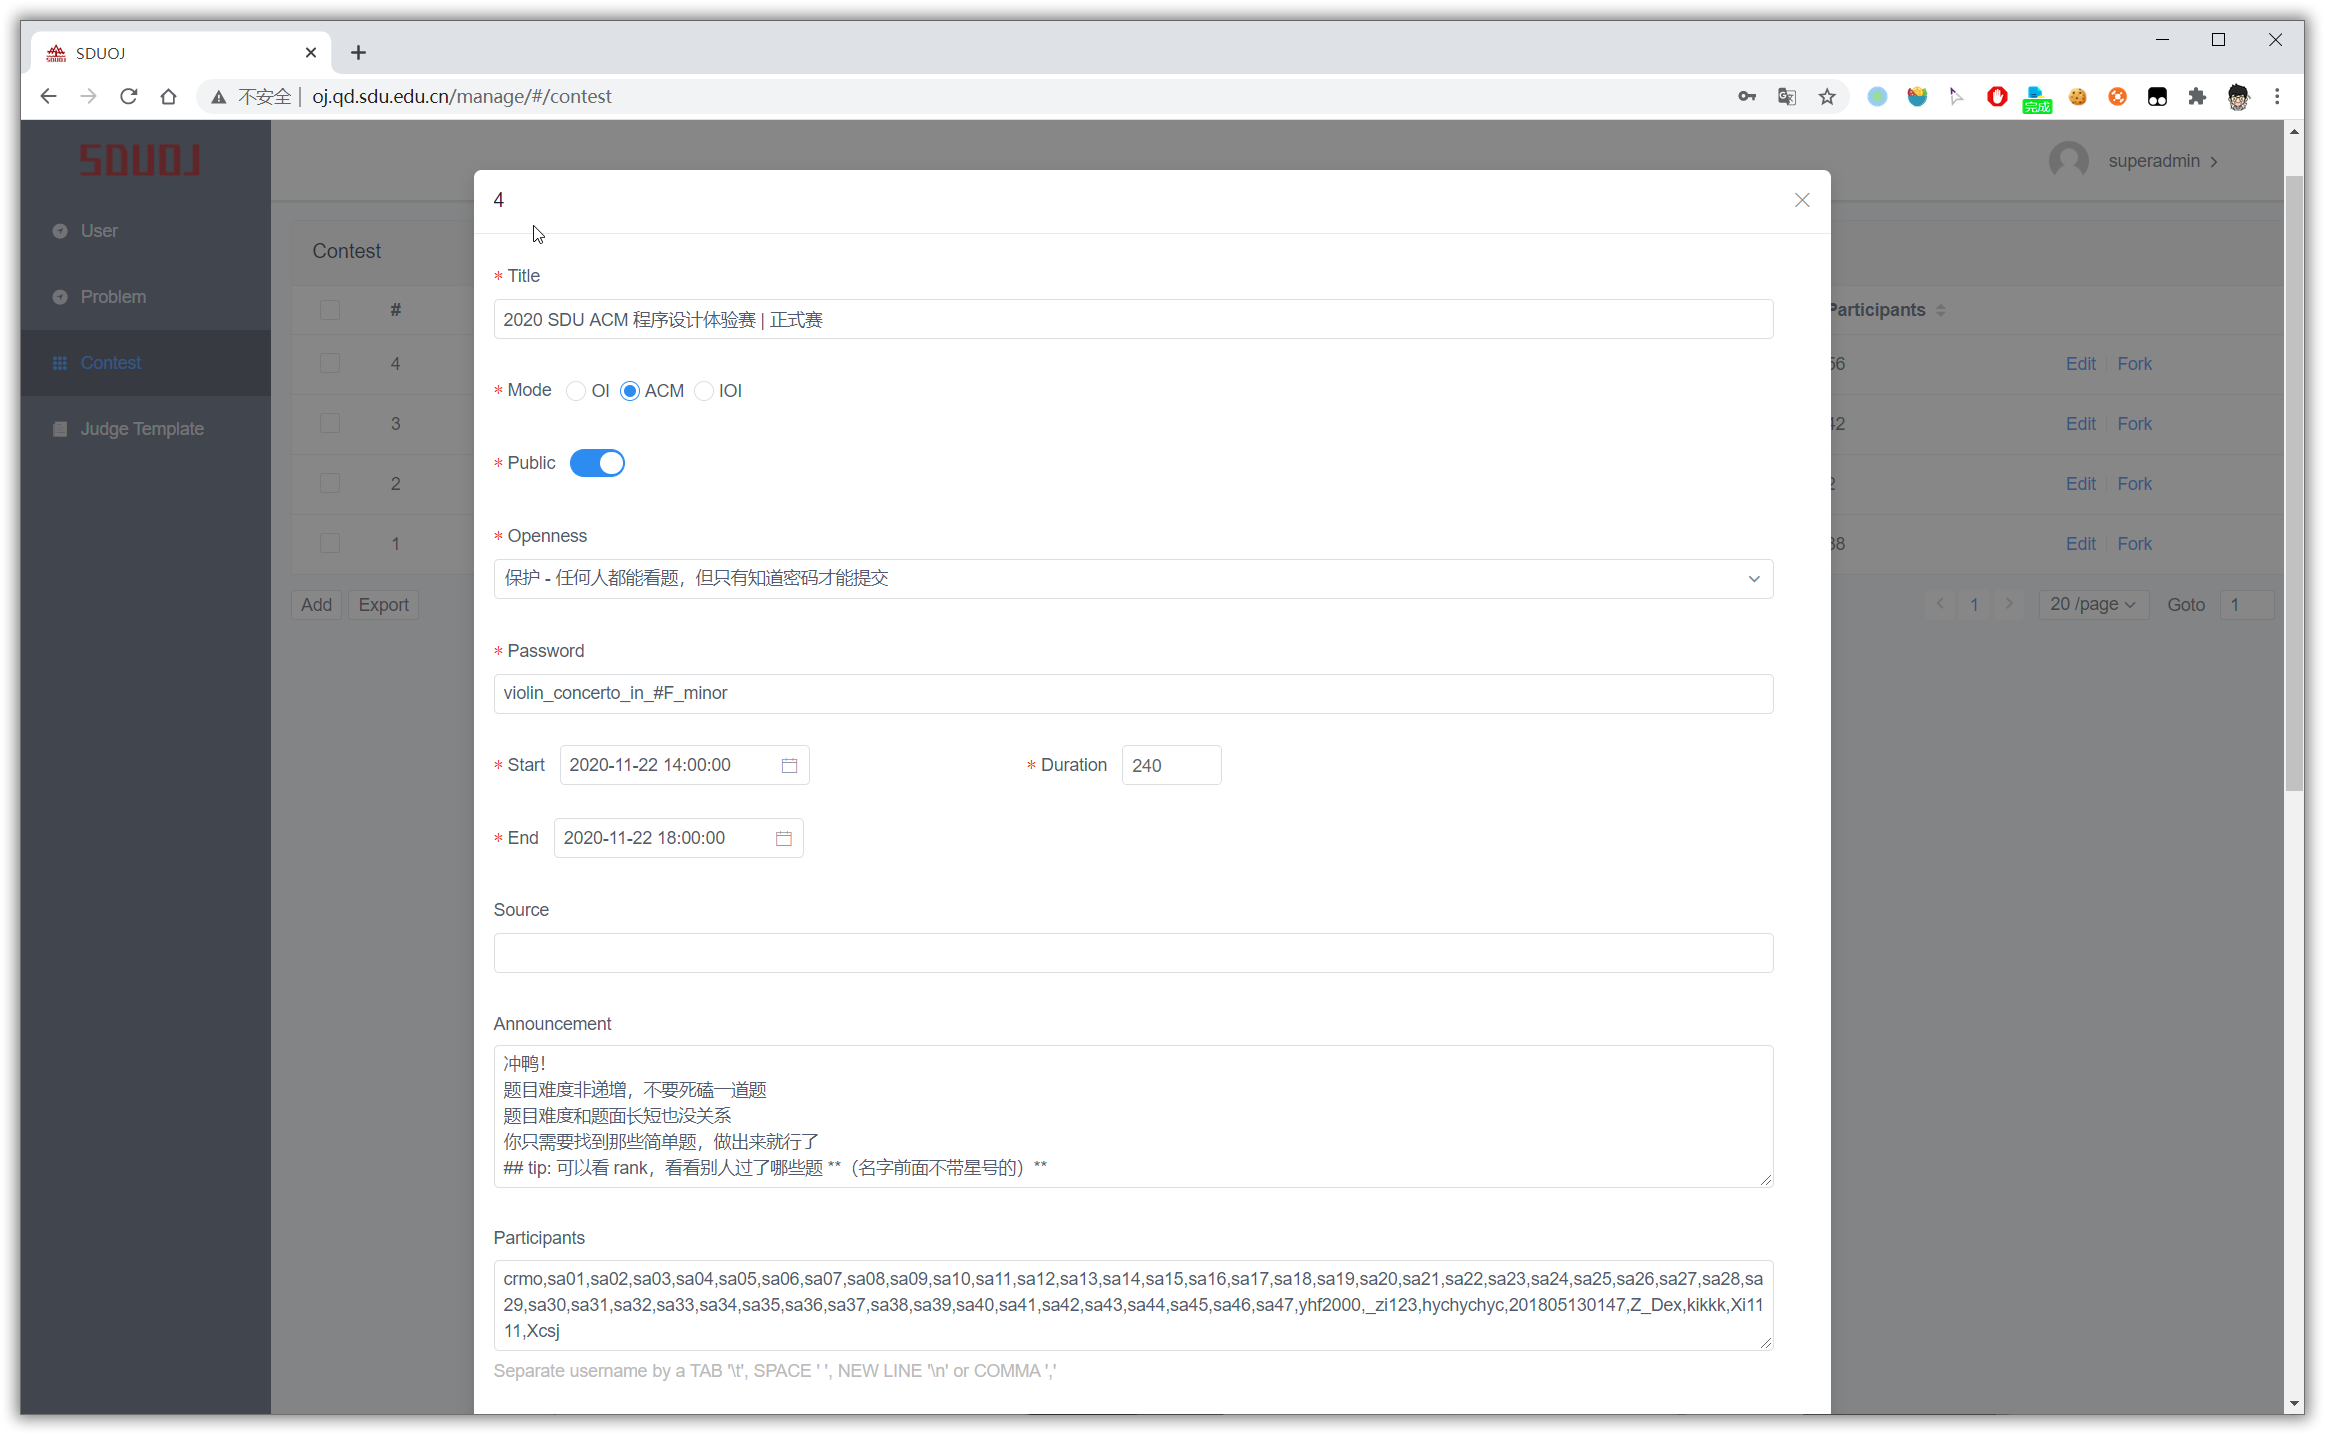 SDUOJ
不安全 | oj.qd.sdu.edu.cn/manage/#/contest
完成
SDUOJ
superadmin
User
Problem
Contest
Judge Template
Contest
#
Participants
4
56
Edit
Fork
3
42
Edit
Fork
2
2
Edit
Fork
1
38
Edit
Fork
Add
Export
1
20 /page
Goto
1
4
* Title
2020 SDU ACM 程序设计体验赛 | 正式赛
* Mode OI ACM IOI
* Public
* Openness
保护 - 任何人都能看题，但只有知道密码才能提交
* Password
violin_concerto_in_#F_minor
* Start 2020-11-22 14:00:00
* Duration 240
* End 2020-11-22 18:00:00
Source
Announcement
冲鸭！
题目难度非递增，不要死磕一道题
题目难度和题面长短也没关系
你只需要找到那些简单题，做出来就行了
## tip: 可以看 rank，看看别人过了哪些题 **（名字前面不带星号的）**
Participants
crmo,sa01,sa02,sa03,sa04,sa05,sa06,sa07,sa08,sa09,sa10,sa11,sa12,sa13,sa14,sa15,sa16,sa17,sa18,sa19,sa20,sa21,sa22,sa23,sa24,sa25,sa26,sa27,sa28,sa
29,sa30,sa31,sa32,sa33,sa34,sa35,sa36,sa37,sa38,sa39,sa40,sa41,sa42,sa43,sa44,sa45,sa46,sa47,yhf2000,_zi123,hychychyc,201805130147,Z_Dex,kikkk,Xi11
11,Xcsj
Separate username by a TAB '\t', SPACE ' ', NEW LINE '\n' or COMMA ','